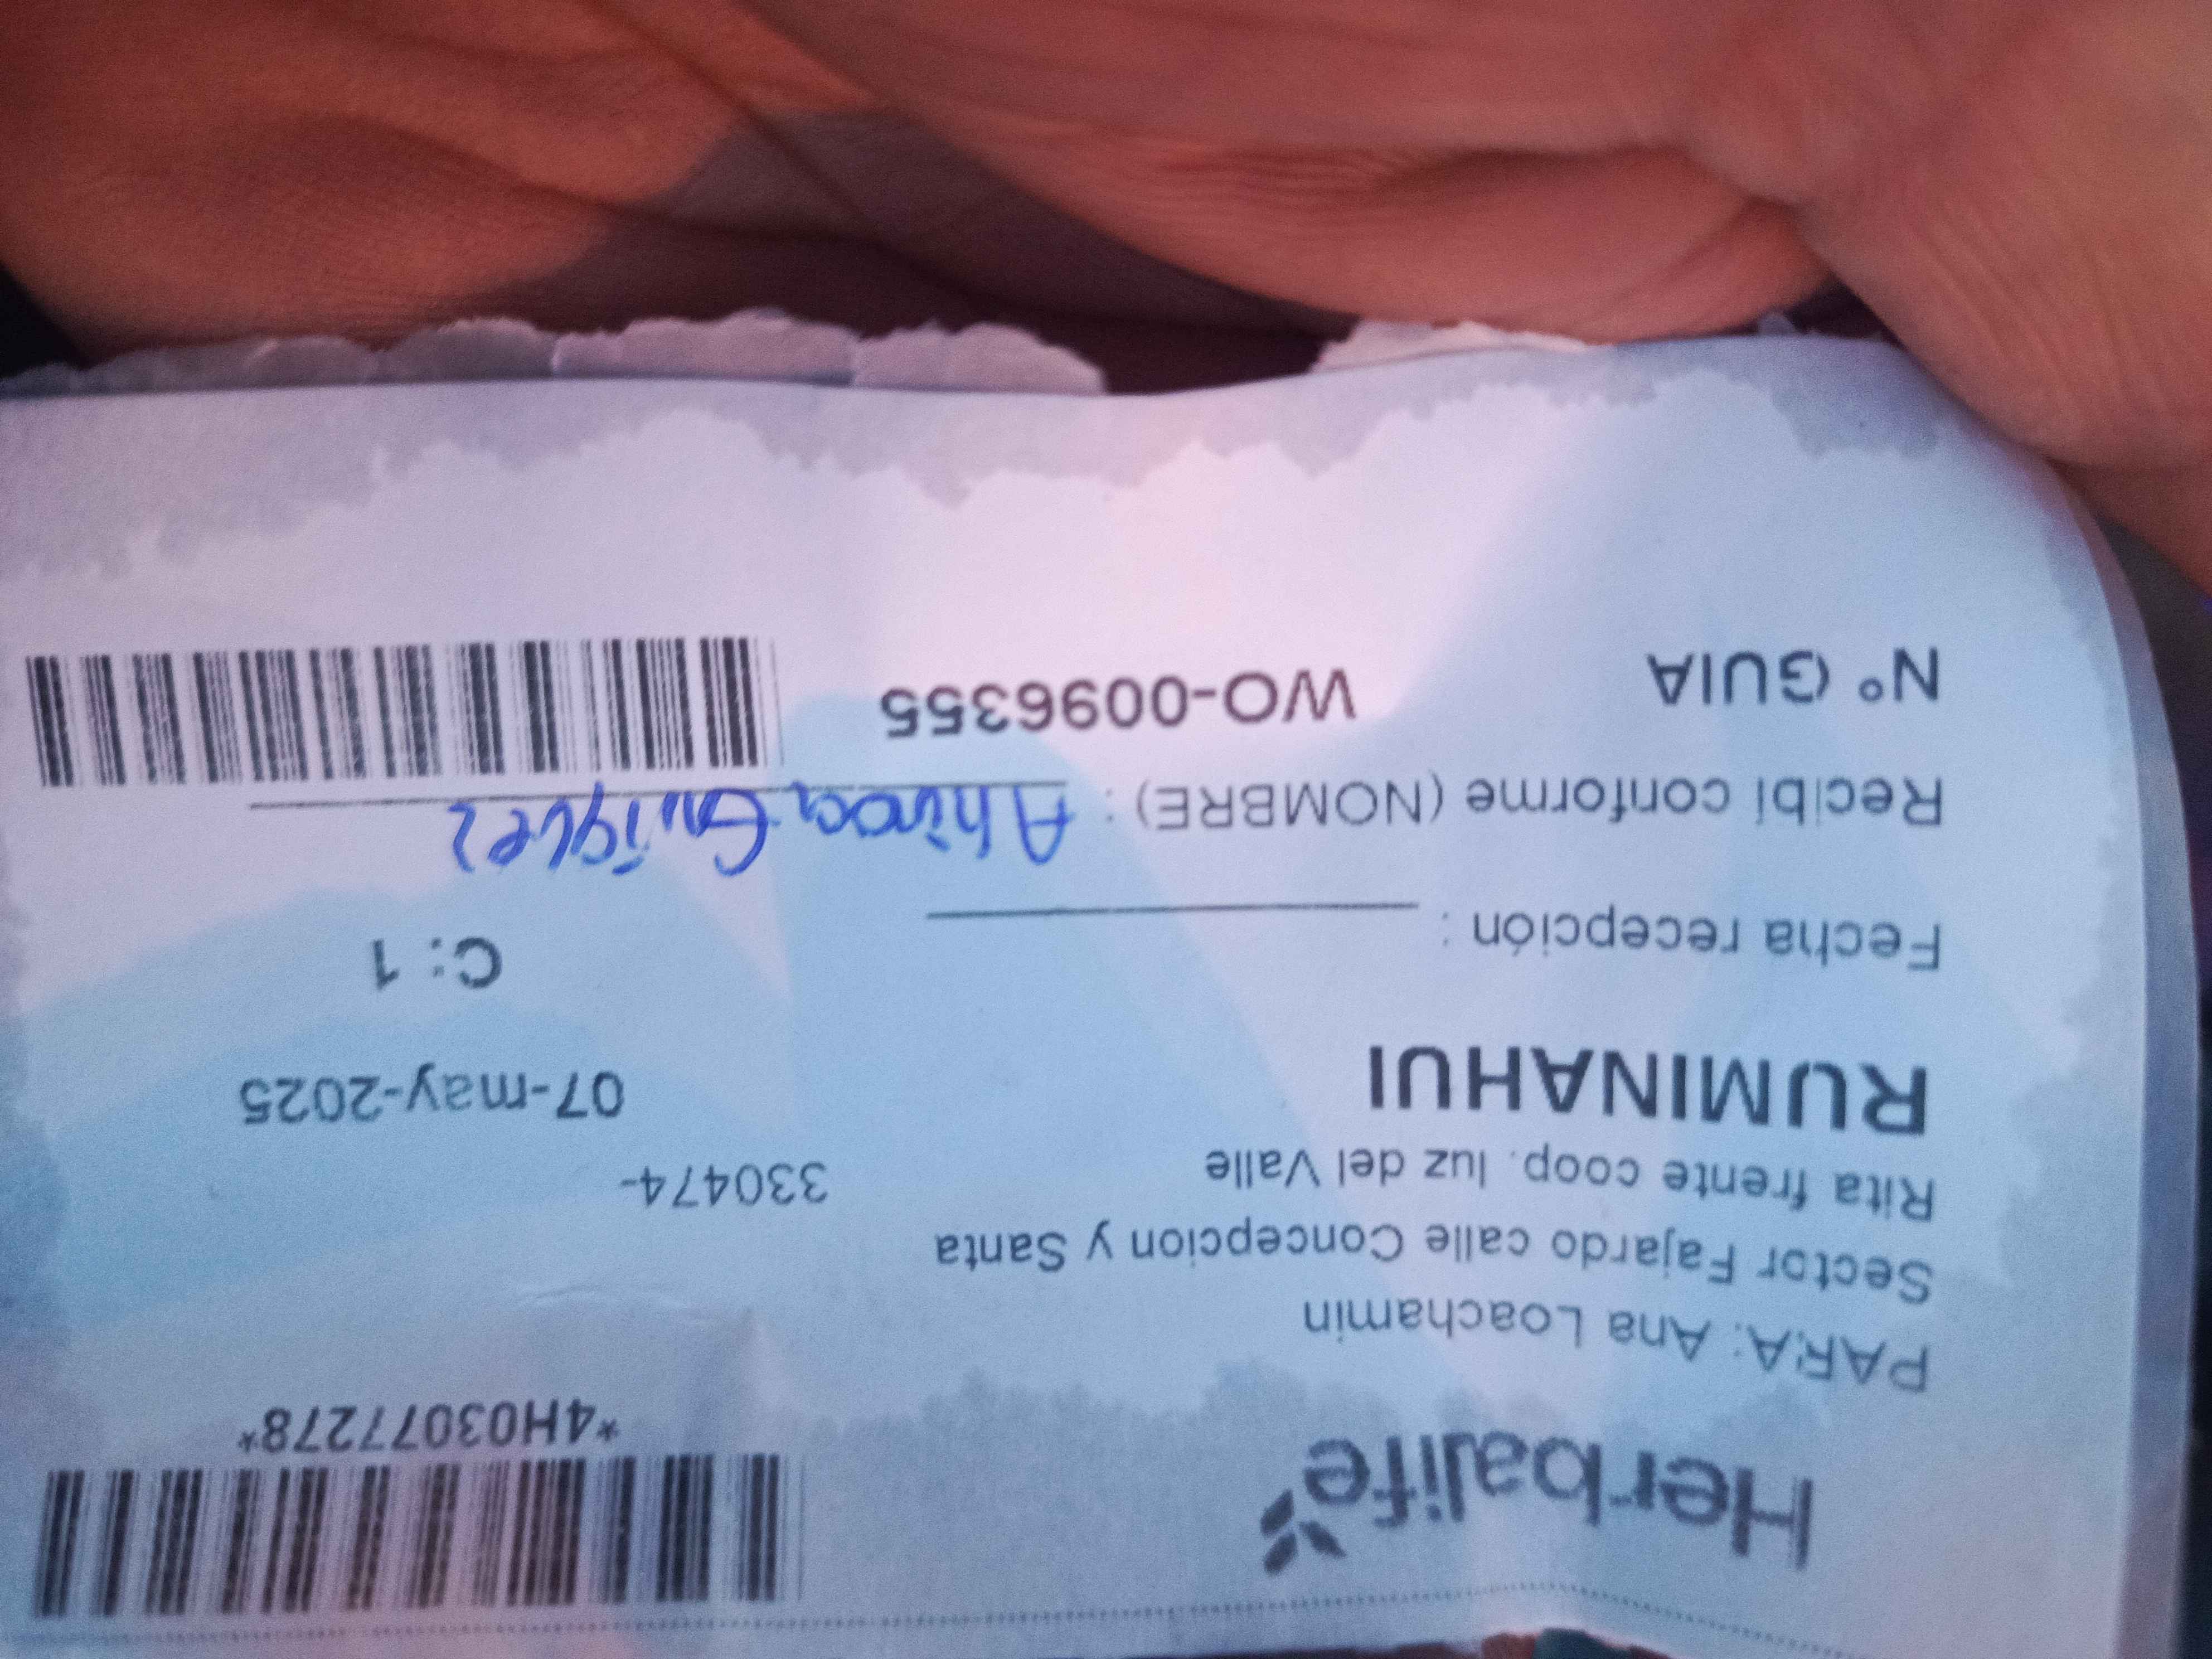 Herbalife
*4H03077278*
PARA: Ana Loachamin
Sector Fajardo calle Concepcion y Santa
Rita frente coop. luz del Valle
330474-
RUMINAHUI
07-may-2025
Fecha recepción :
C: 1
Recibi conforme (NOMBRE) :
N° GUIA WO-0096355